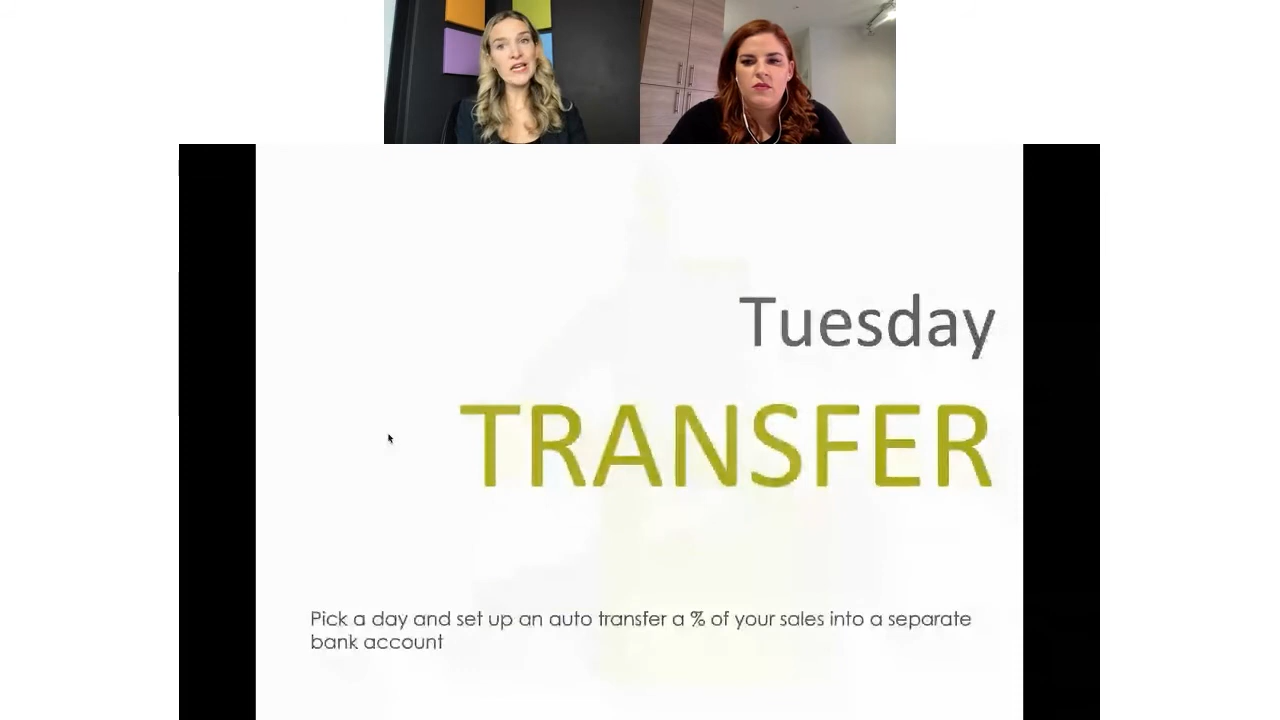 Tuesday
TRANSFER
Pick a day and set up an auto transfer a % of your sales into a separate
bank account